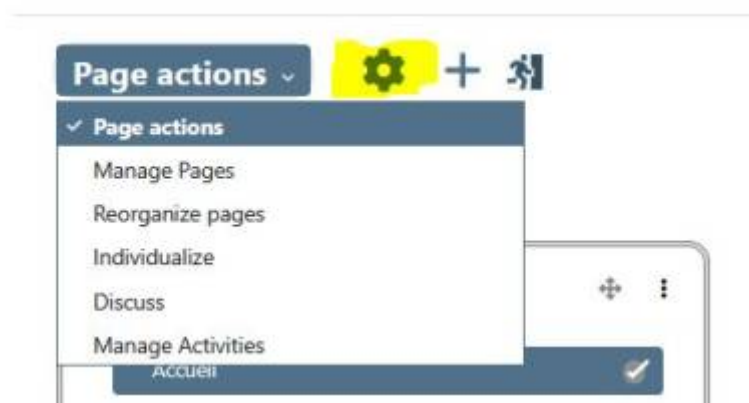 Page actions
Page actions
Manage Pages
Reorganize pages
Individualize
Discuss
Manage Activities
Accueil